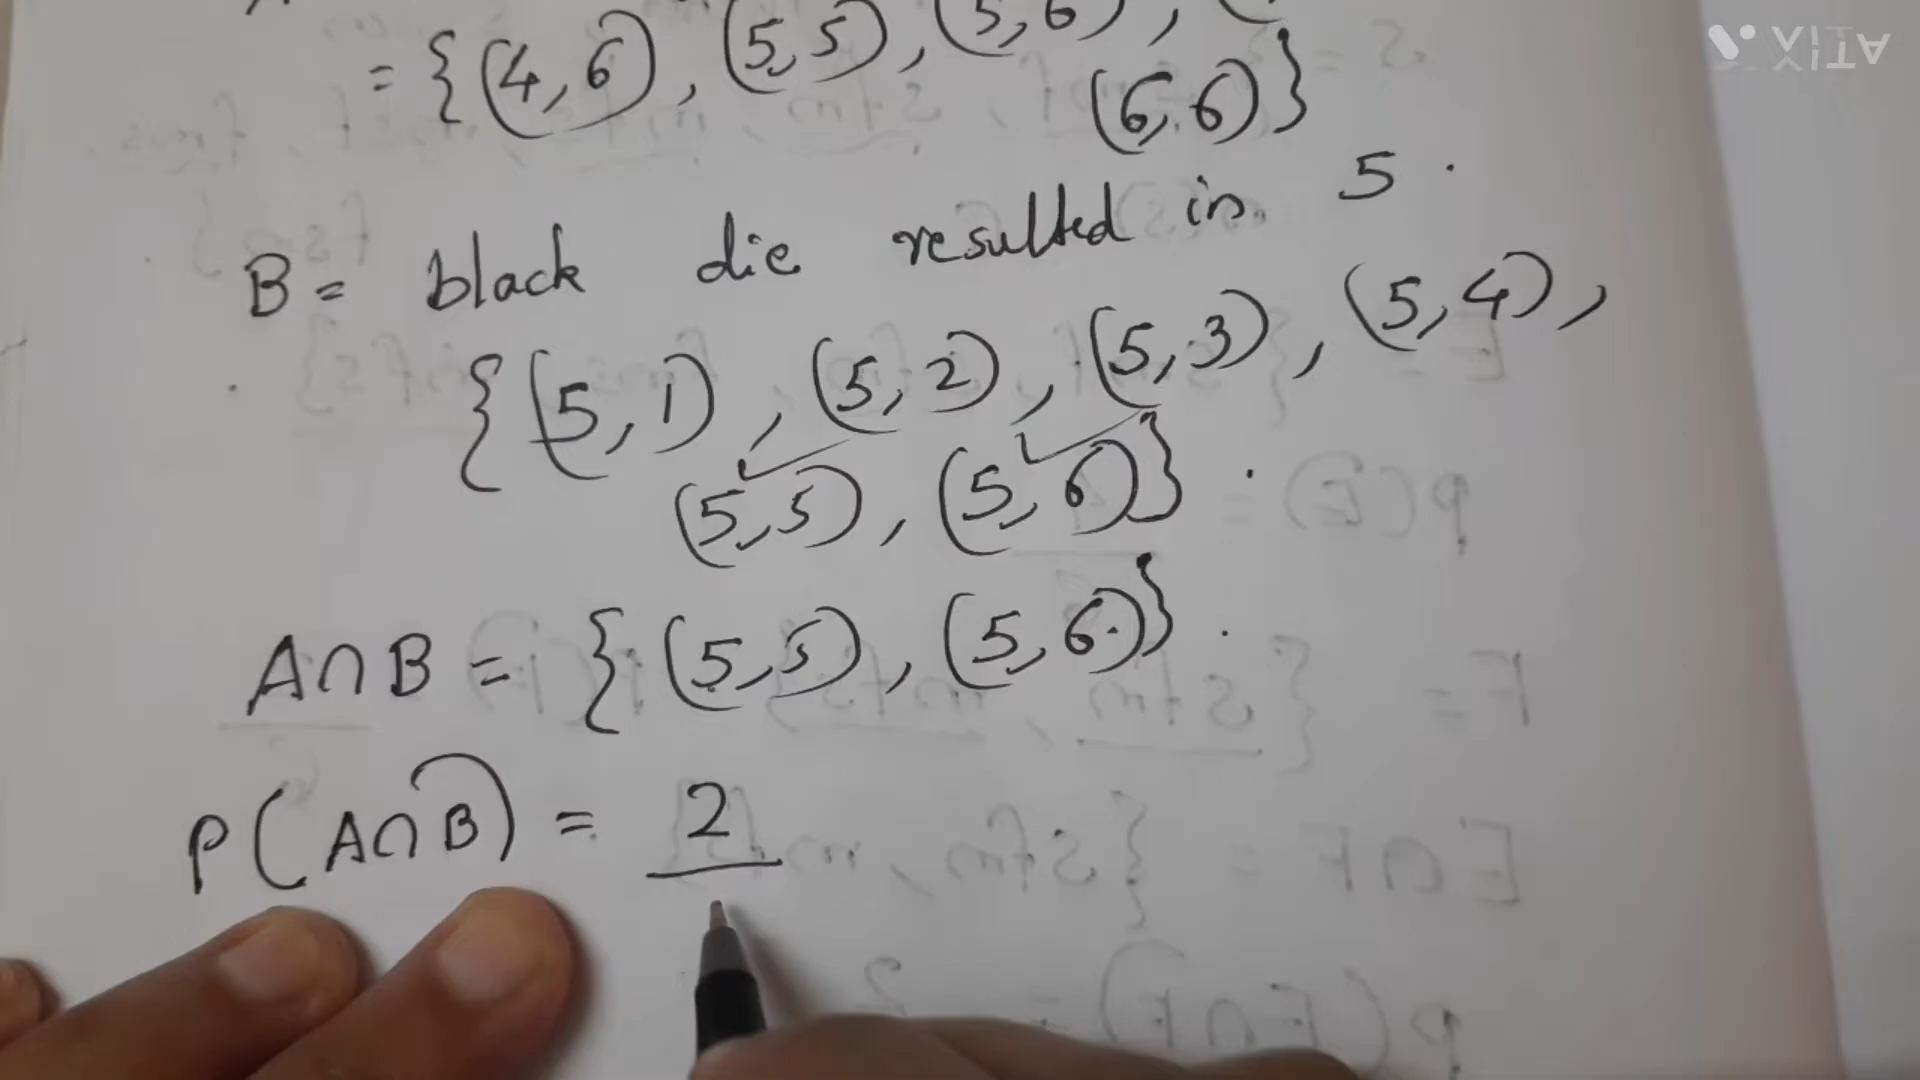 = {(4,6), (5,5), (5,6), (
(6,6)}
B = black die resulted in 5.
{(5,1), (5,2), (5,3), (5,4),
(5,5), (5,6)}.
A∩B = {(5,5), (5,6)}.
P(A∩B) = 2
VITA